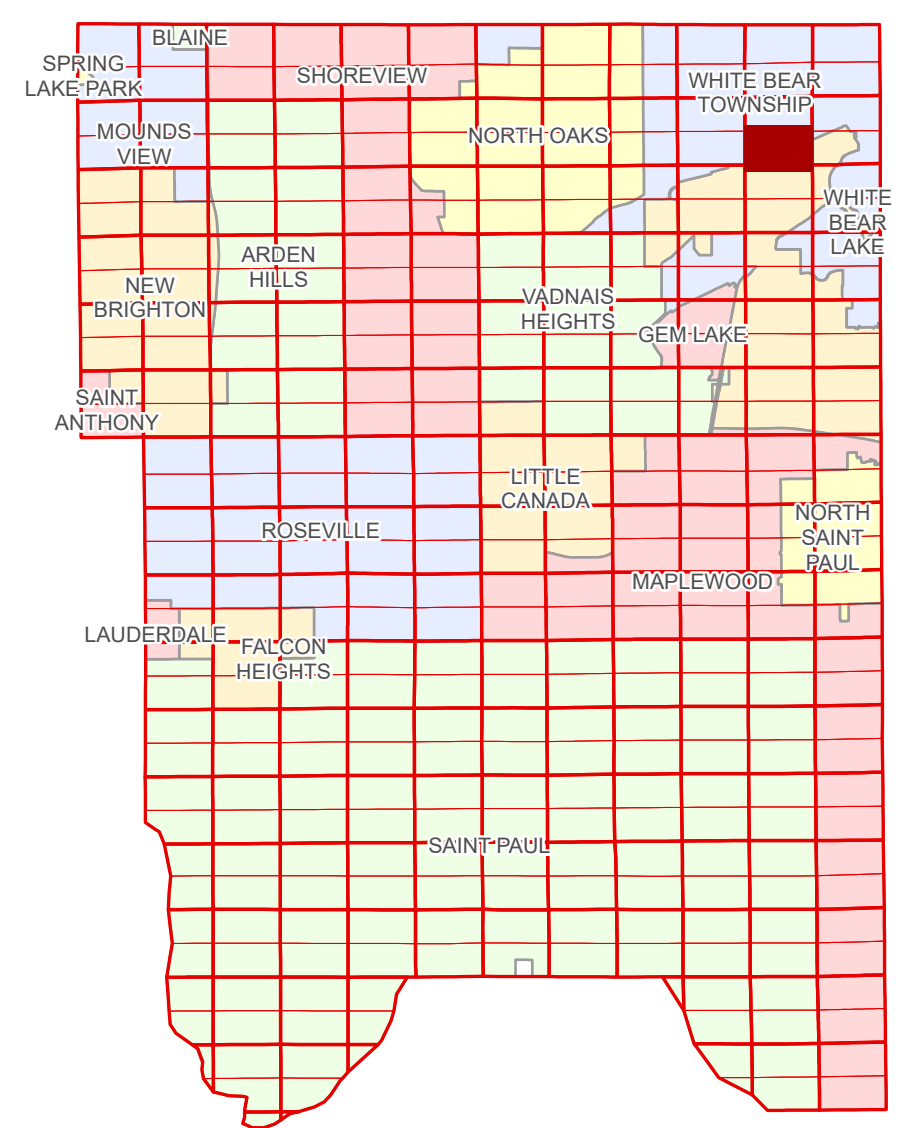 BLAINE
SPRING
LAKE PARK
SHOREVIEW
WHITE BEAR
TOWNSHIP
MOUNDS
VIEW
NORTH OAKS
WHITE
BEAR
LAKE
ARDEN
HILLS
NEW
BRIGHTON
VADNAIS
HEIGHTS
GEM LAKE
SAINT
ANTHONY
LITTLE
CANADA
NORTH
SAINT
PAUL
ROSEVILLE
MAPLEWOOD
LAUDERDALE
FALCON
HEIGHTS
SAINT PAUL